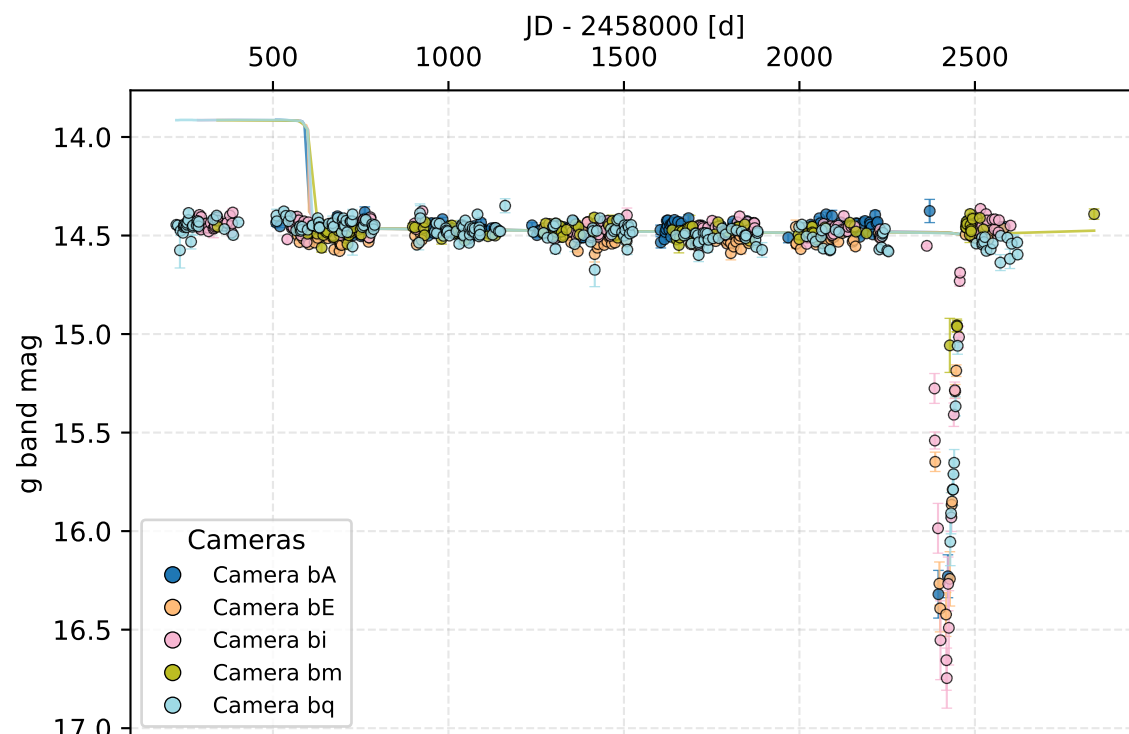 JD - 2458000 [d]
500 1000 1500 2000 2500
14.0
14.5
15.0
15.5
16.0
16.5
17.0
g band mag
Cameras
Camera bA
Camera bE
Camera bi
Camera bm
Camera bq